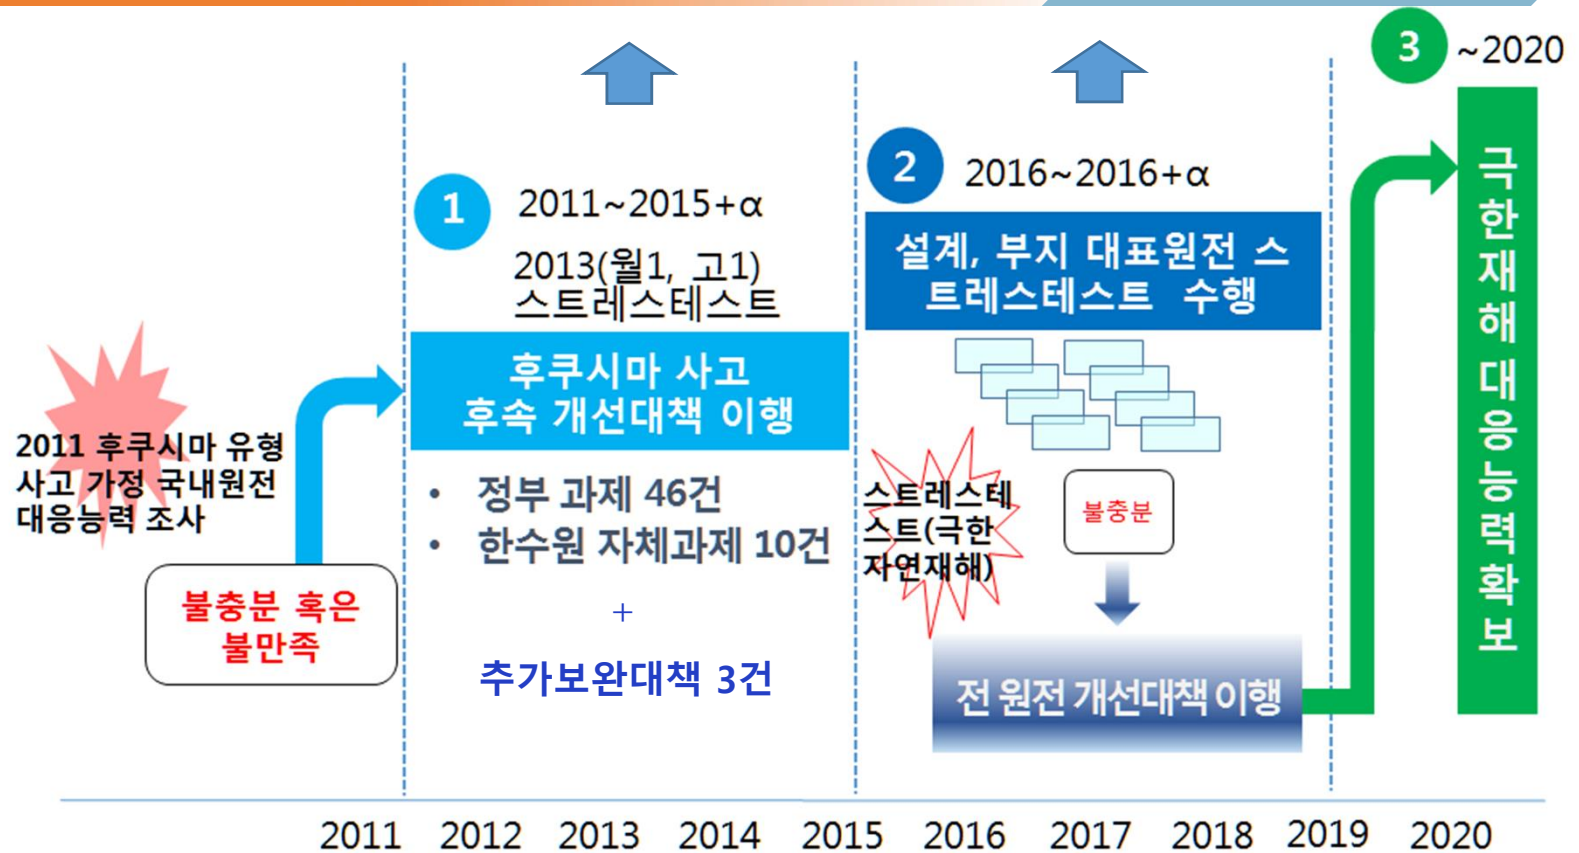 2011 후쿠시마 유형
사고 가정 국내원전
대응능력 조사
불충분 혹은
불만족
1
2011~2015+α
2013(월1, 고1)
스트레스테스트
후쿠시마 사고
후속 개선대책 이행
• 정부 과제 46건
• 한수원 자체과제 10건
+
추가보완대책 3건
2
2016~2016+α
설계, 부지 대표원전 스
트레스테스트 수행
스트레스테
스트(극한
자연재해)
불충분
전 원전 개선대책 이행
3
~2020
극한재해대응능력확보
2011 2012 2013 2014 2015 2016 2017 2018 2019 2020